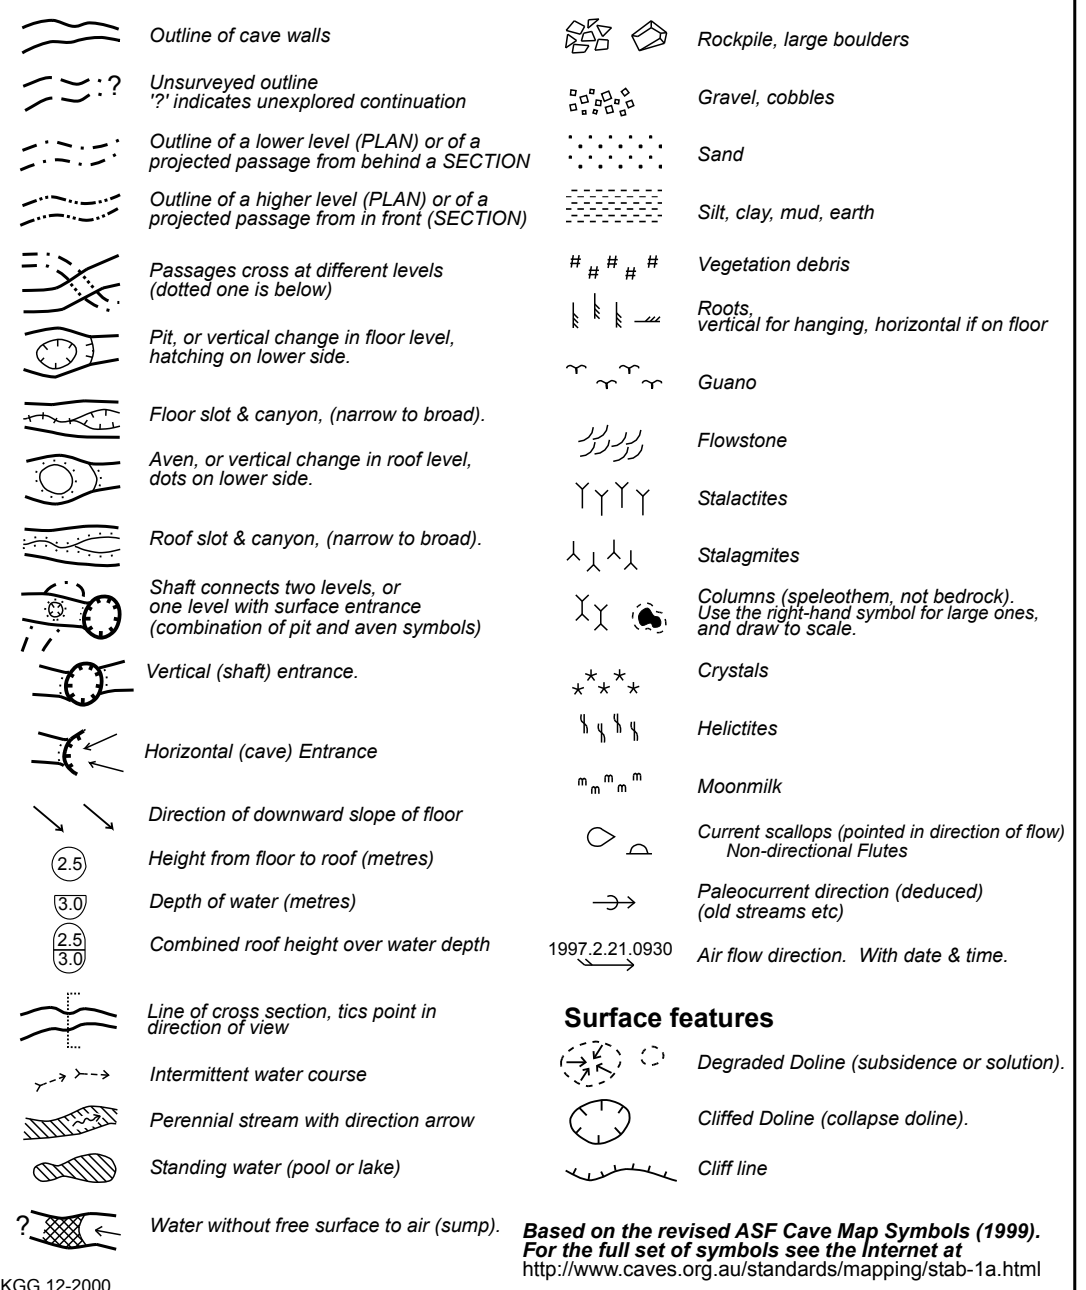 Outline of cave walls
?
Unsurveyed outline
'?' indicates unexplored continuation
Outline of a lower level (PLAN) or of a
projected passage from behind a SECTION
Outline of a higher level (PLAN) or of a
projected passage from in front (SECTION)
Passages cross at different levels
(dotted one is below)
Pit, or vertical change in floor level,
hatching on lower side.
Floor slot & canyon, (narrow to broad).
Aven, or vertical change in roof level,
dots on lower side.
Roof slot & canyon, (narrow to broad).
Shaft connects two levels, or
one level with surface entrance
(combination of pit and aven symbols)
Vertical (shaft) entrance.
Horizontal (cave) Entrance
Direction of downward slope of floor
2.5
Height from floor to roof (metres)
3.0
Depth of water (metres)
2.5
3.0
Combined roof height over water depth
Line of cross section, tics point in
direction of view
Intermittent water course
Perennial stream with direction arrow
Standing water (pool or lake)
?
Water without free surface to air (sump).
KGG 12-2000
Rockpile, large boulders
Gravel, cobbles
Sand
Silt, clay, mud, earth
Vegetation debris
Roots,
vertical for hanging, horizontal if on floor
Guano
Flowstone
Stalactites
Stalagmites
Columns (speleothem, not bedrock).
Use the right-hand symbol for large ones,
and draw to scale.
Crystals
Helictites
m m m m m
Moonmilk
Current scallops (pointed in direction of flow)
Non-directional Flutes
Paleocurrent direction (deduced)
(old streams etc)
1997.2.21.0930
Air flow direction. With date & time.
Surface features
Degraded Doline (subsidence or solution).
Cliffed Doline (collapse doline).
Cliff line
Based on the revised ASF Cave Map Symbols (1999).
For the full set of symbols see the Internet at
http://www.caves.org.au/standards/mapping/stab-1a.html